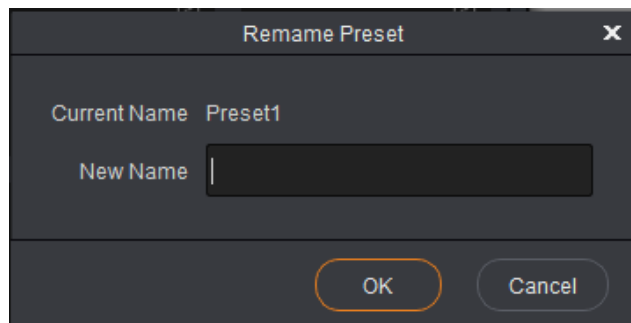 Remame Preset
Current Name Preset1
New Name
OK Cancel